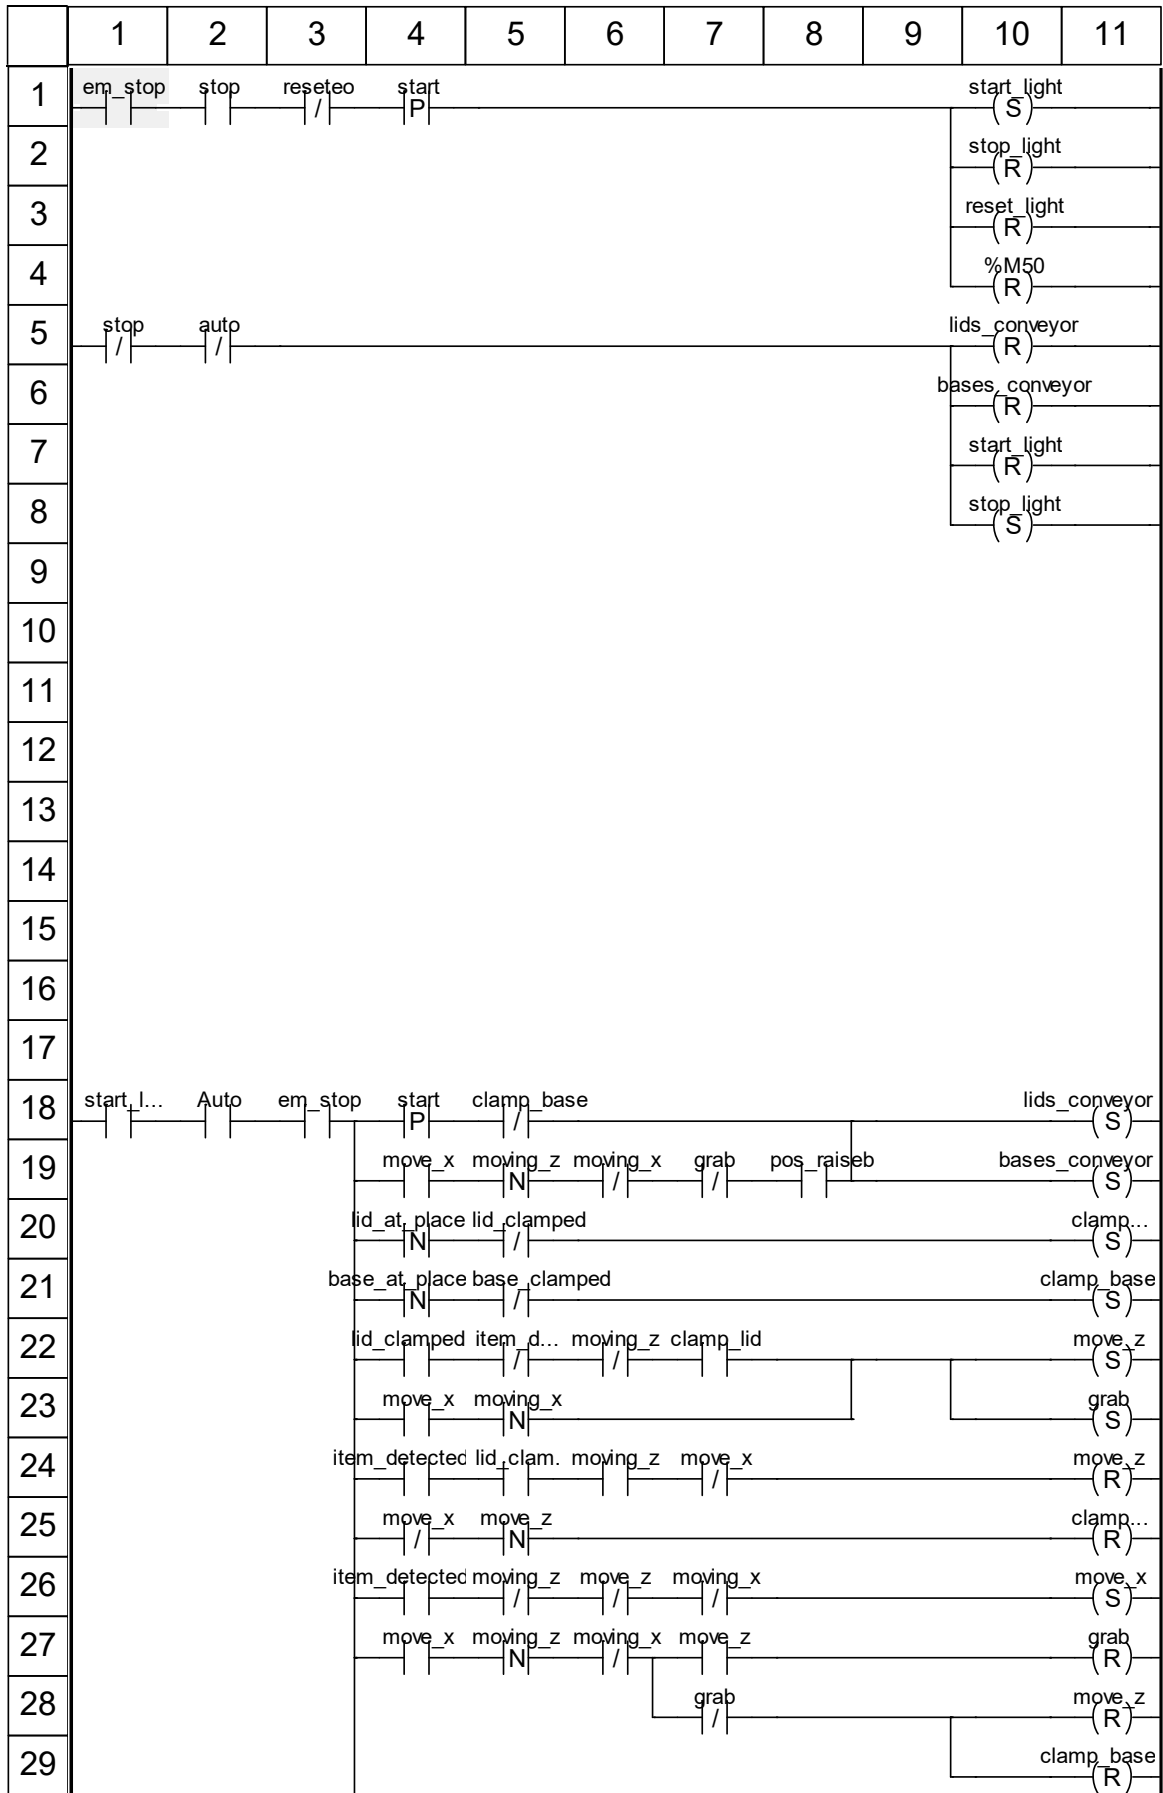 1 2 3 4 5 6 7 8 9 10 11
1 em_stop stop reseteo start start_light
/ P S
2 stop_light
R
3 reset_light
R
4 %M50
R
5 stop auto lids_conveyor
/ / R
6 bases_conveyor
R
7 start_light
R
8 stop_light
S
9
10
11
12
13
14
15
16
17
18 start_l... Auto em_stop start clamp_base lids_conveyor
P / S
19 move_x moving_z moving_x grab pos_raiseb bases_conveyor
N / / S
20 lid_at_place lid_clamped clamp...
N / S
21 base_at_place base_clamped clamp_base
N / S
22 lid_clamped item_d... moving_z clamp_lid move_z
/ / S
23 move_x moving_x grab
N S
24 item_detected lid_clam. moving_z move_x move_z
/ R
25 move_x move_z clamp...
/ N R
26 item_detected moving_z move_z moving_x move_x
/ / / S
27 move_x moving_z moving_x move_z grab
N / R
28 grab move_z
/ R
29 clamp_base
R